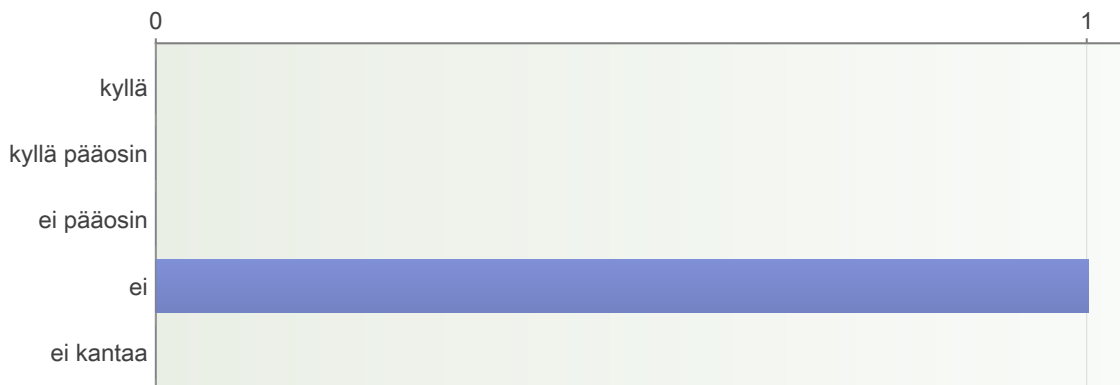 0 1
kyllä
kyllä pääosin
ei pääosin
ei
ei kantaa